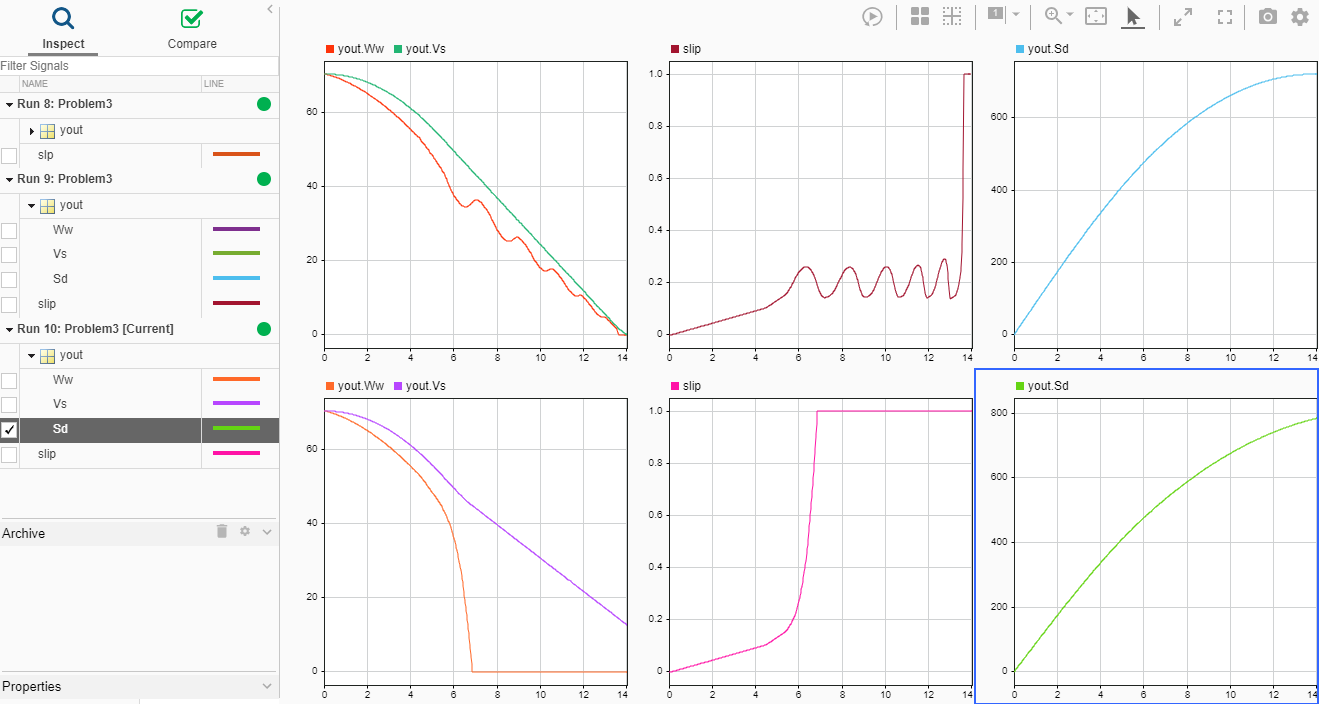 Inspect
Compare
Filter Signals
NAME LINE
Run 8: Problem3
yout
slp
Run 9: Problem3
yout
Ww
Vs
Sd
slip
Run 10: Problem3 [Current]
yout
Ww
Vs
Sd
slip
Archive
Properties
1
yout.Ww yout.Vs
60
40
20
0
0 2 4 6 8 10 12 14
slip
1.0
0.8
0.6
0.4
0.2
0
0 2 4 6 8 10 12 14
yout.Sd
600
400
200
0
0 2 4 6 8 10 12 14
yout.Ww yout.Vs
60
40
20
0
0 2 4 6 8 10 12 14
slip
1.0
0.8
0.6
0.4
0.2
0
0 2 4 6 8 10 12 14
yout.Sd
800
600
400
200
0
0 2 4 6 8 10 12 14